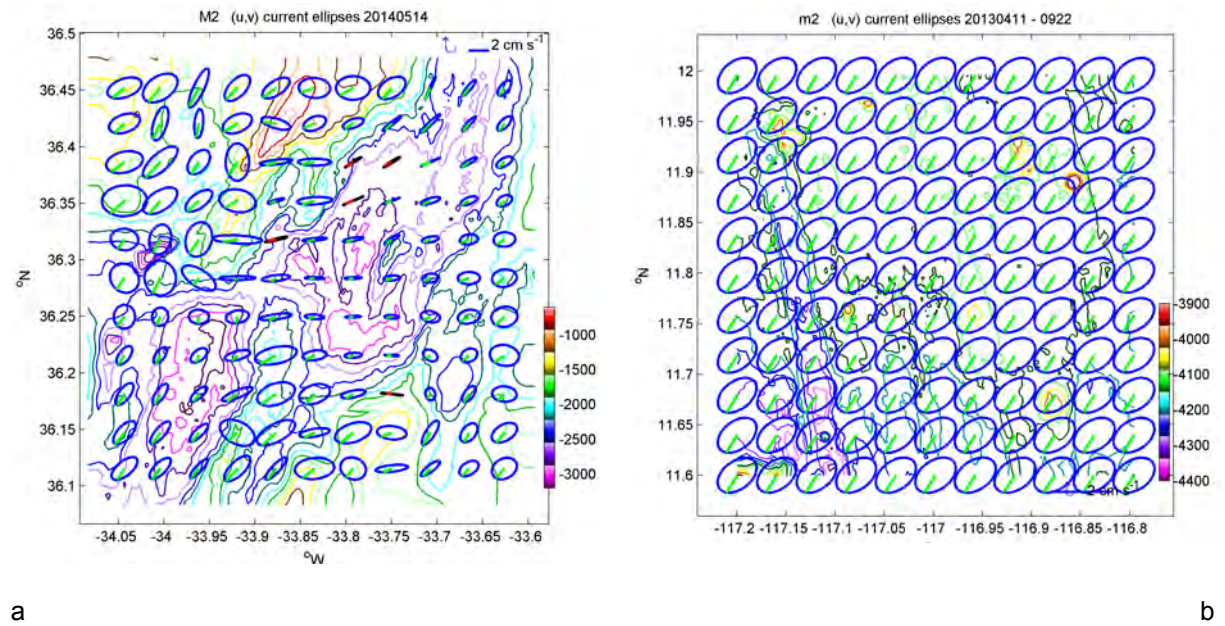 M2 (u,v) current ellipses 20140514
2 cm s⁻¹
36.5
36.45
36.4
36.35
36.3
36.25
36.2
36.15
36.1
°N
-34.05 -34 -33.95 -33.9 -33.85 -33.8 -33.75 -33.7 -33.65 -33.6
°W
-1000
-1500
-2000
-2500
-3000
a
m2 (u,v) current ellipses 20130411 - 0922
12
11.95
11.9
11.85
11.8
11.75
11.7
11.65
11.6
°N
-117.2 -117.15 -117.1 -117.05 -117 -116.95 -116.9 -116.85 -116.8
2 cm s⁻¹
-3900
-4000
-4100
-4200
-4300
-4400
b